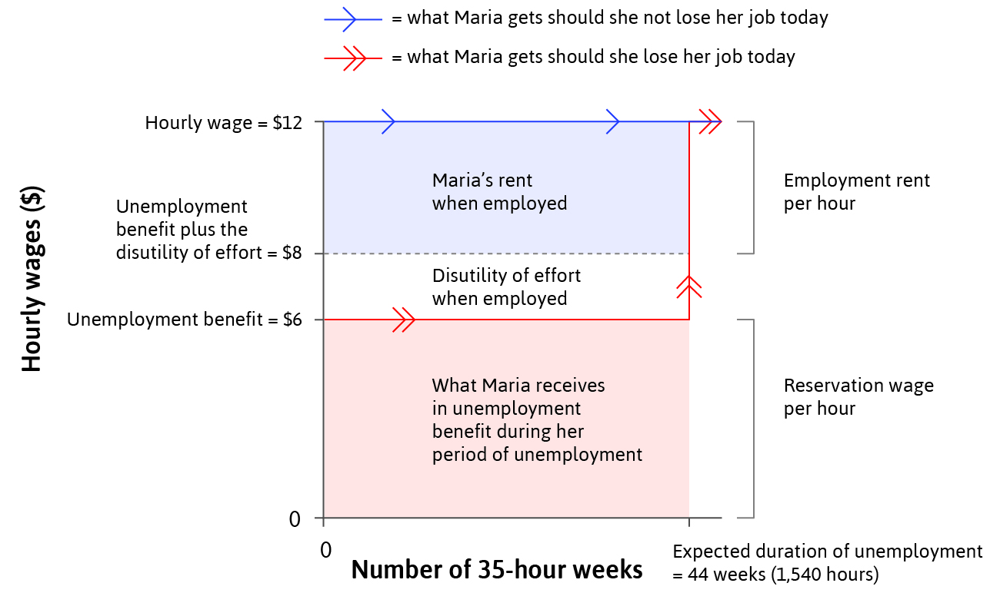 = what Maria gets should she not lose her job today
= what Maria gets should she lose her job today
Hourly wage = $12
Maria’s rent
when employed
Employment rent
per hour
Hourly wages ($)
Unemployment
benefit plus the
disutility of effort = $8
Disutility of effort
when employed
Unemployment benefit = $6
What Maria receives
in unemployment
benefit during her
period of unemployment
Reservation wage
per hour
0
0
Number of 35-hour weeks
Expected duration of unemployment
= 44 weeks (1,540 hours)